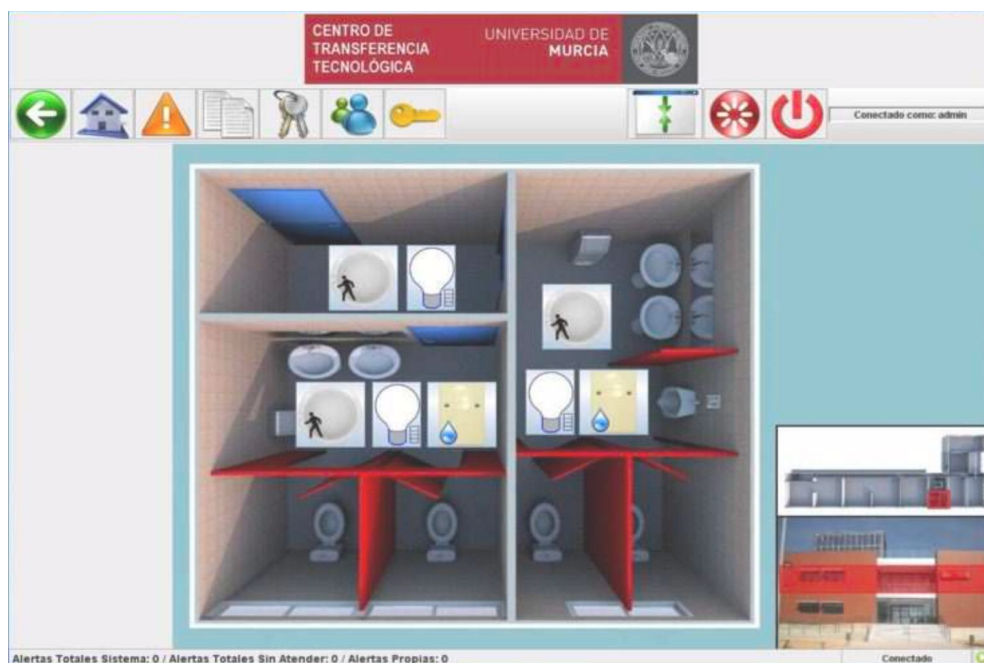 CENTRO DE
TRANSFERENCIA
TECNOLÓGICA
UNIVERSIDAD DE
MURCIA
Conectado como: admin
Alertas Totales Sistema: 0 / Alertas Totales Sin Atender: 0 / Alertas Propias: 0
Conectado